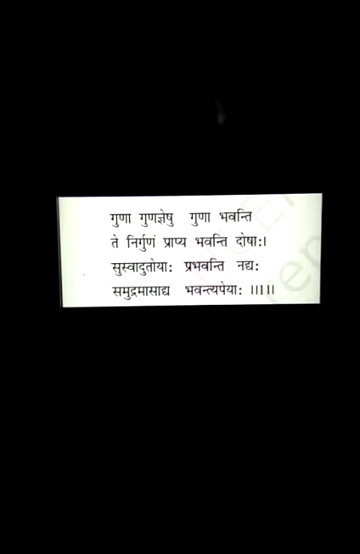 गुणा गुणज्ञेषु गुणा भवन्ति
ते निर्गुणं प्राप्य भवन्ति दोषाः।
सुस्वादुतोयाः प्रभवन्ति नद्यः
समुद्रमासाद्य भवन्त्यपेयाः ।।1।।